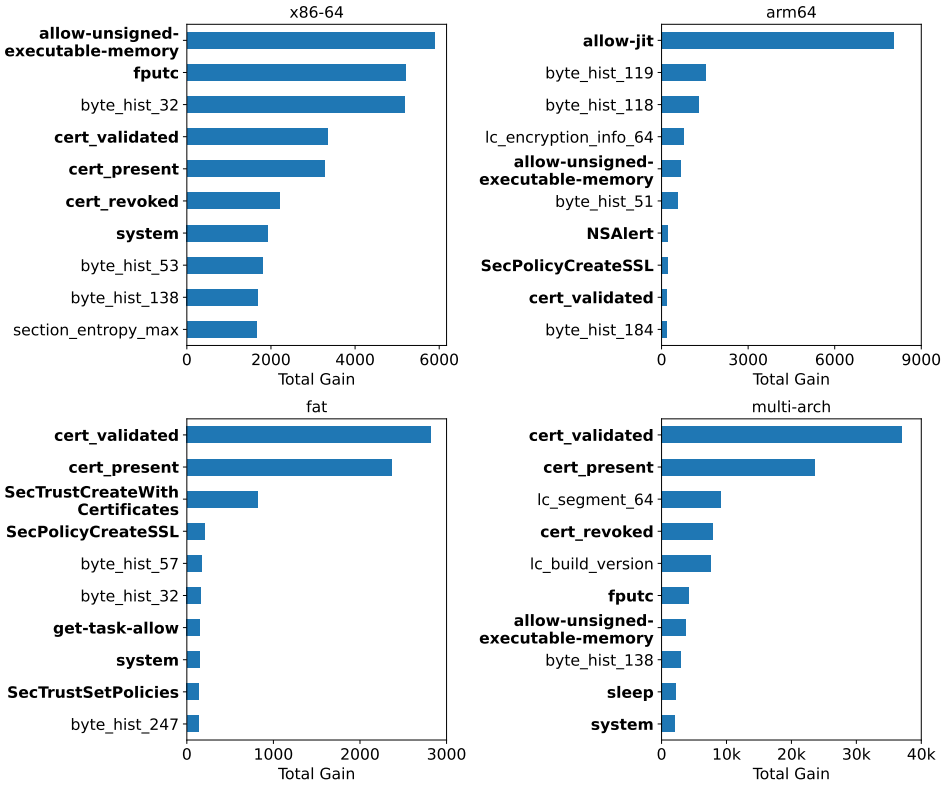 x86-64
allow-unsigned-
executable-memory
fputc
byte_hist_32
cert_validated
cert_present
cert_revoked
system
byte_hist_53
byte_hist_138
section_entropy_max
0 2000 4000 6000
Total Gain
arm64
allow-jit
byte_hist_119
byte_hist_118
lc_encryption_info_64
allow-unsigned-
executable-memory
byte_hist_51
NSAlert
SecPolicyCreateSSL
cert_validated
byte_hist_184
0 3000 6000 9000
Total Gain
fat
cert_validated
cert_present
SecTrustCreateWith
Certificates
SecPolicyCreateSSL
byte_hist_57
byte_hist_32
get-task-allow
system
SecTrustSetPolicies
byte_hist_247
0 1000 2000 3000
Total Gain
multi-arch
cert_validated
cert_present
lc_segment_64
cert_revoked
lc_build_version
fputc
allow-unsigned-
executable-memory
byte_hist_138
sleep
system
0 10k 20k 30k 40k
Total Gain